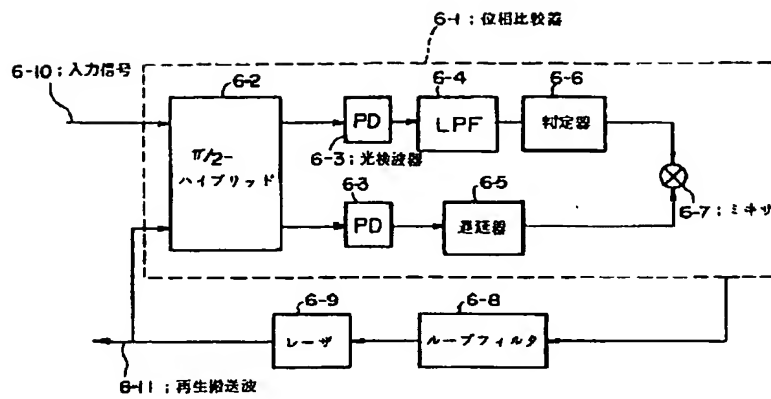 6-1；位相比較器
6-10；入力信号
6-2
6-4
6-6
π/2-
ハイブリッド
PD
LPF
判定器
6-3；光検波器
6-3
6-5
PD
遅延器
6-7：ミキサ
6-9
6-8
レーザ
ループフィルタ
6-11；再生搬送波